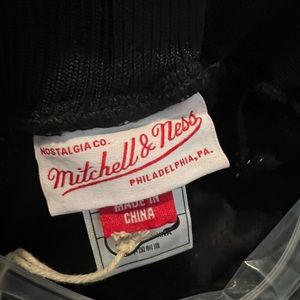 NOSTALGIA CO.
Mitchell & Ness
PHILADELPHIA, PA.
MADE IN
CHINA